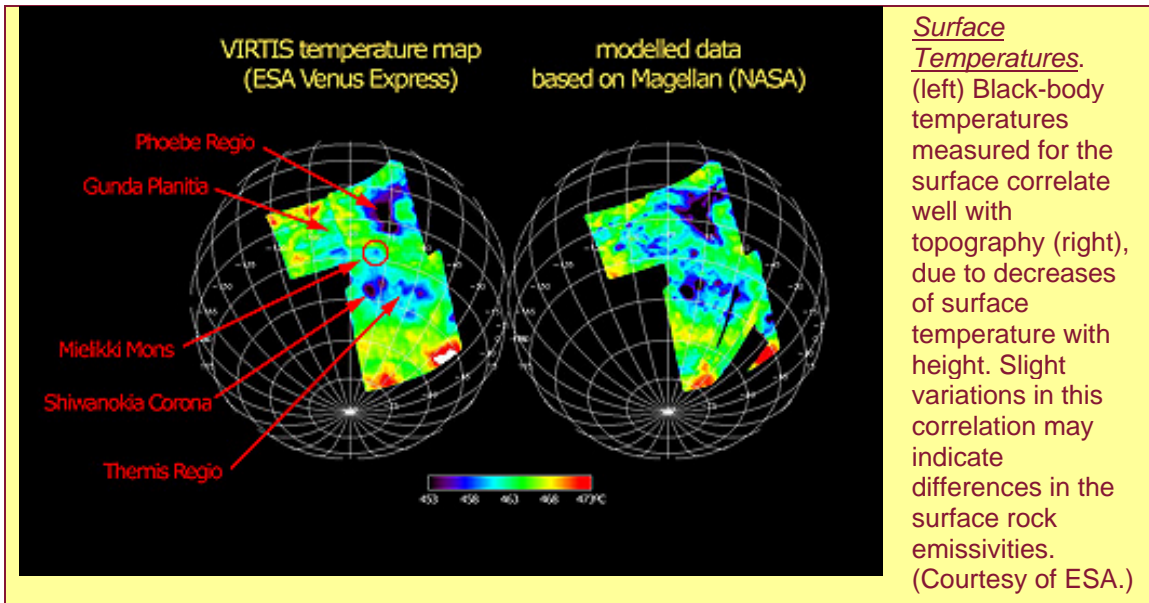 VIRTIS temperature map
(ESA Venus Express)
modelled data
based on Magellan (NASA)
Phoebe Regio
Gunda Planitia
Mielikki Mons
Shiwanokia Corona
Themis Regio
453 458 463 468 473ºC
Surface
Temperatures.
(left) Black-body
temperatures
measured for the
surface correlate
well with
topography (right),
due to decreases
of surface
temperature with
height. Slight
variations in this
correlation may
indicate
differences in the
surface rock
emissivities.
(Courtesy of ESA.)